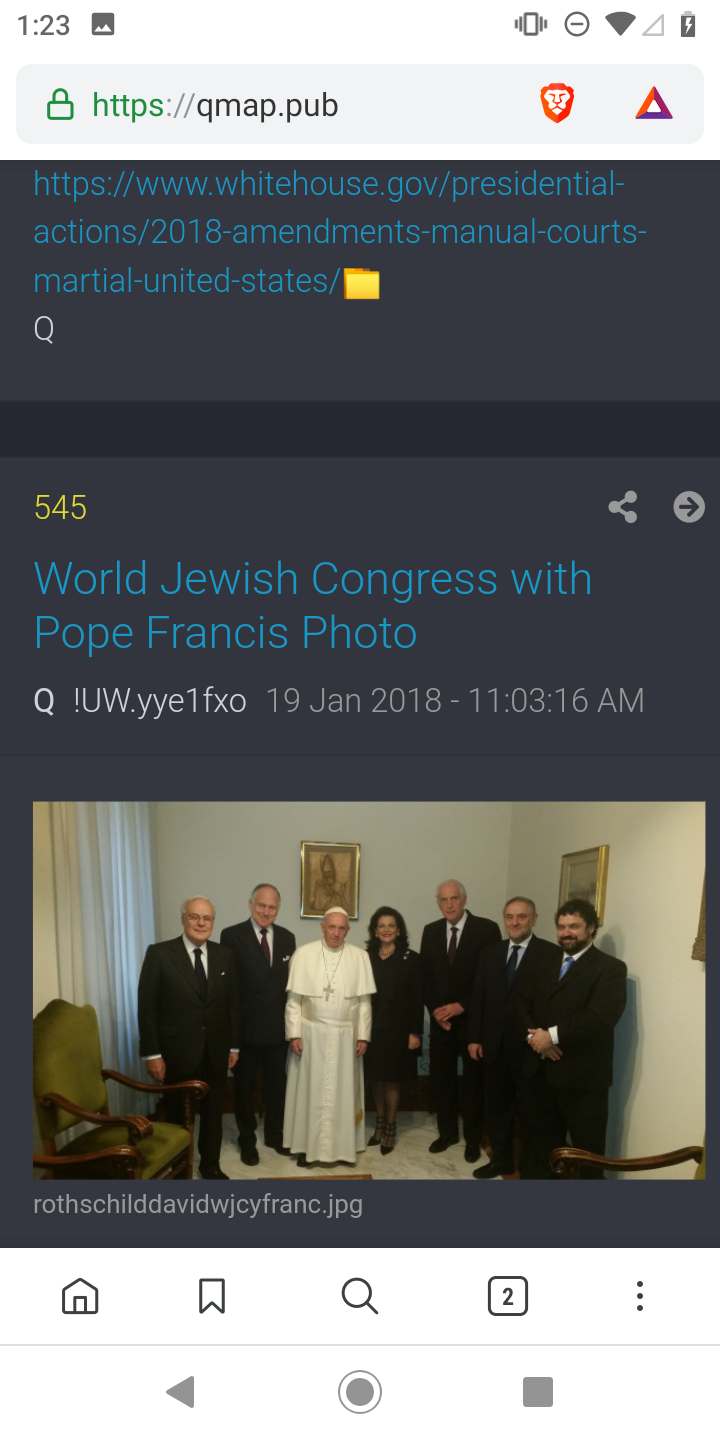 1:23
https://qmap.pub
https://www.whitehouse.gov/presidential-
actions/2018-amendments-manual-courts-
martial-united-states/
Q
545
World Jewish Congress with
Pope Francis Photo
Q !UW.yye1fxo 19 Jan 2018 - 11:03:16 AM
rothschilddavidwjcyfranc.jpg
2